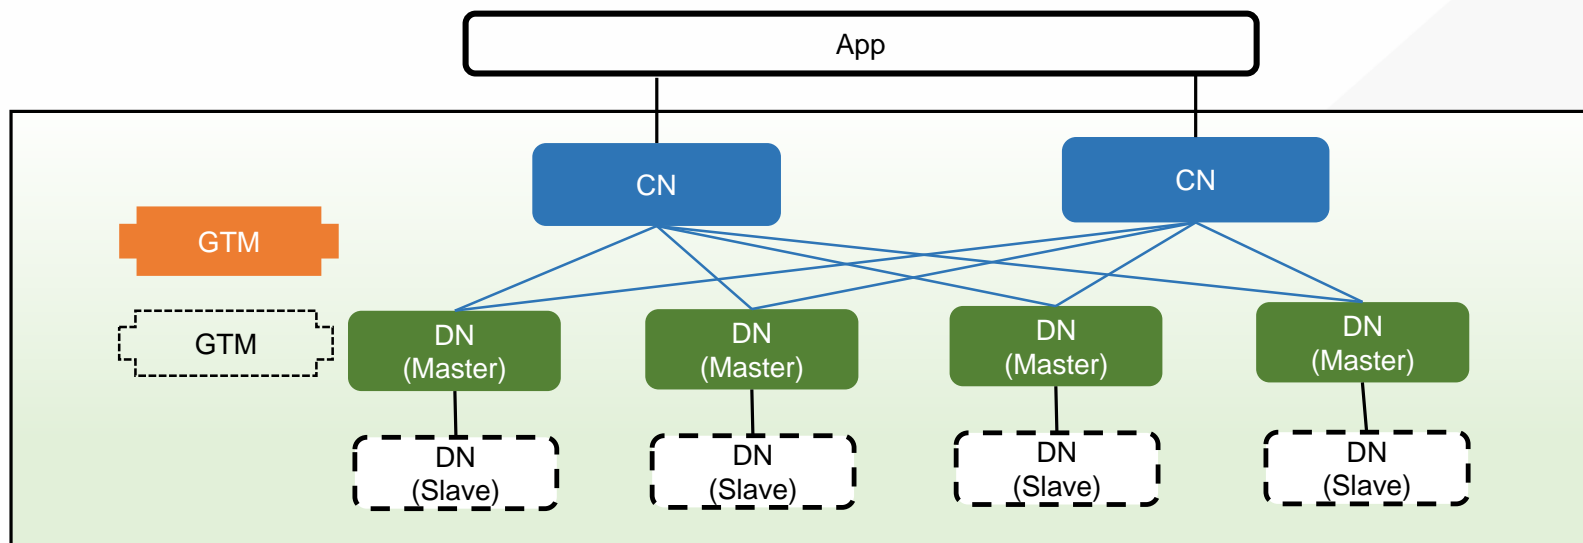 App
CN
CN
GTM
GTM
DN
(Master)
DN
(Master)
DN
(Master)
DN
(Master)
DN
(Slave)
DN
(Slave)
DN
(Slave)
DN
(Slave)